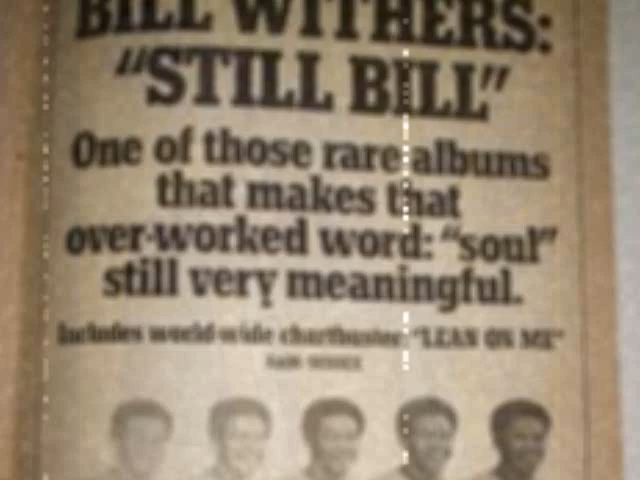 BILL WITHERS:
"STILL BILL"
One of those rare albums
that makes that
over-worked word: "soul"
still very meaningful.
Includes world-wide chartbuster: "LEAN ON ME"